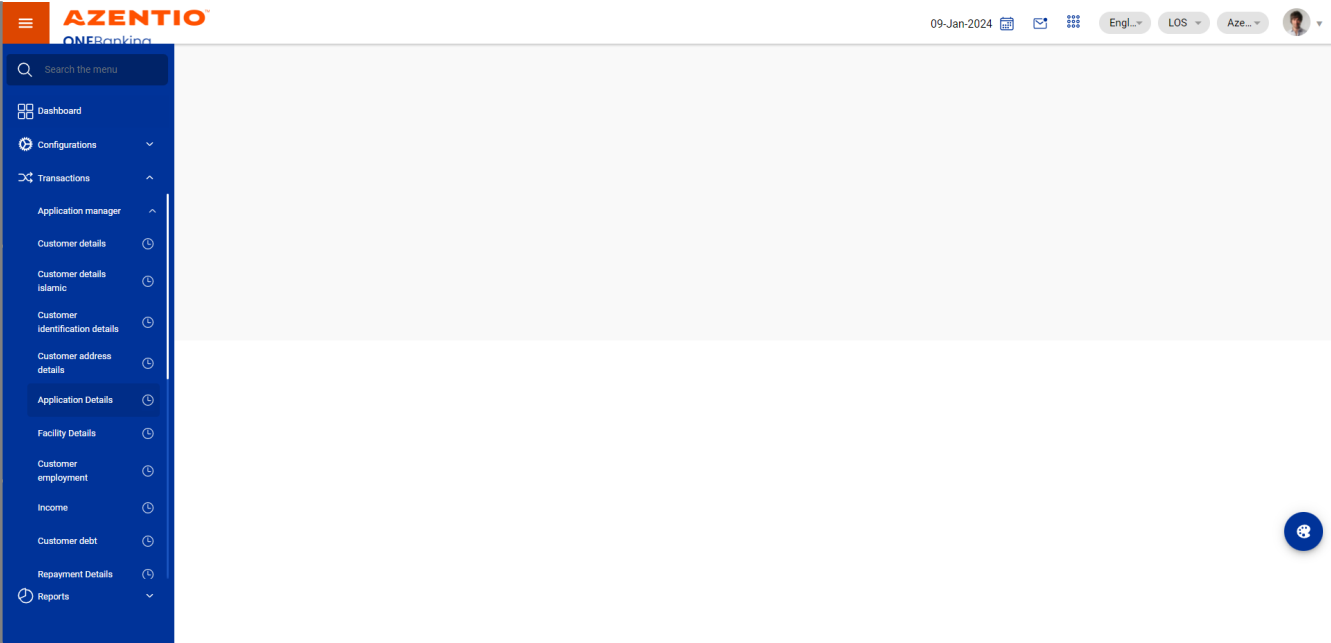 AZENTIO™
ONEBanking
09-Jan-2024
Engl...
LOS
Aze...
Search the menu
Dashboard
Configurations
Transactions
Application manager
Customer details
Customer details
islamic
Customer
identification details
Customer address
details
Application Details
Facility Details
Customer
employment
Income
Customer debt
Repayment Details
Reports